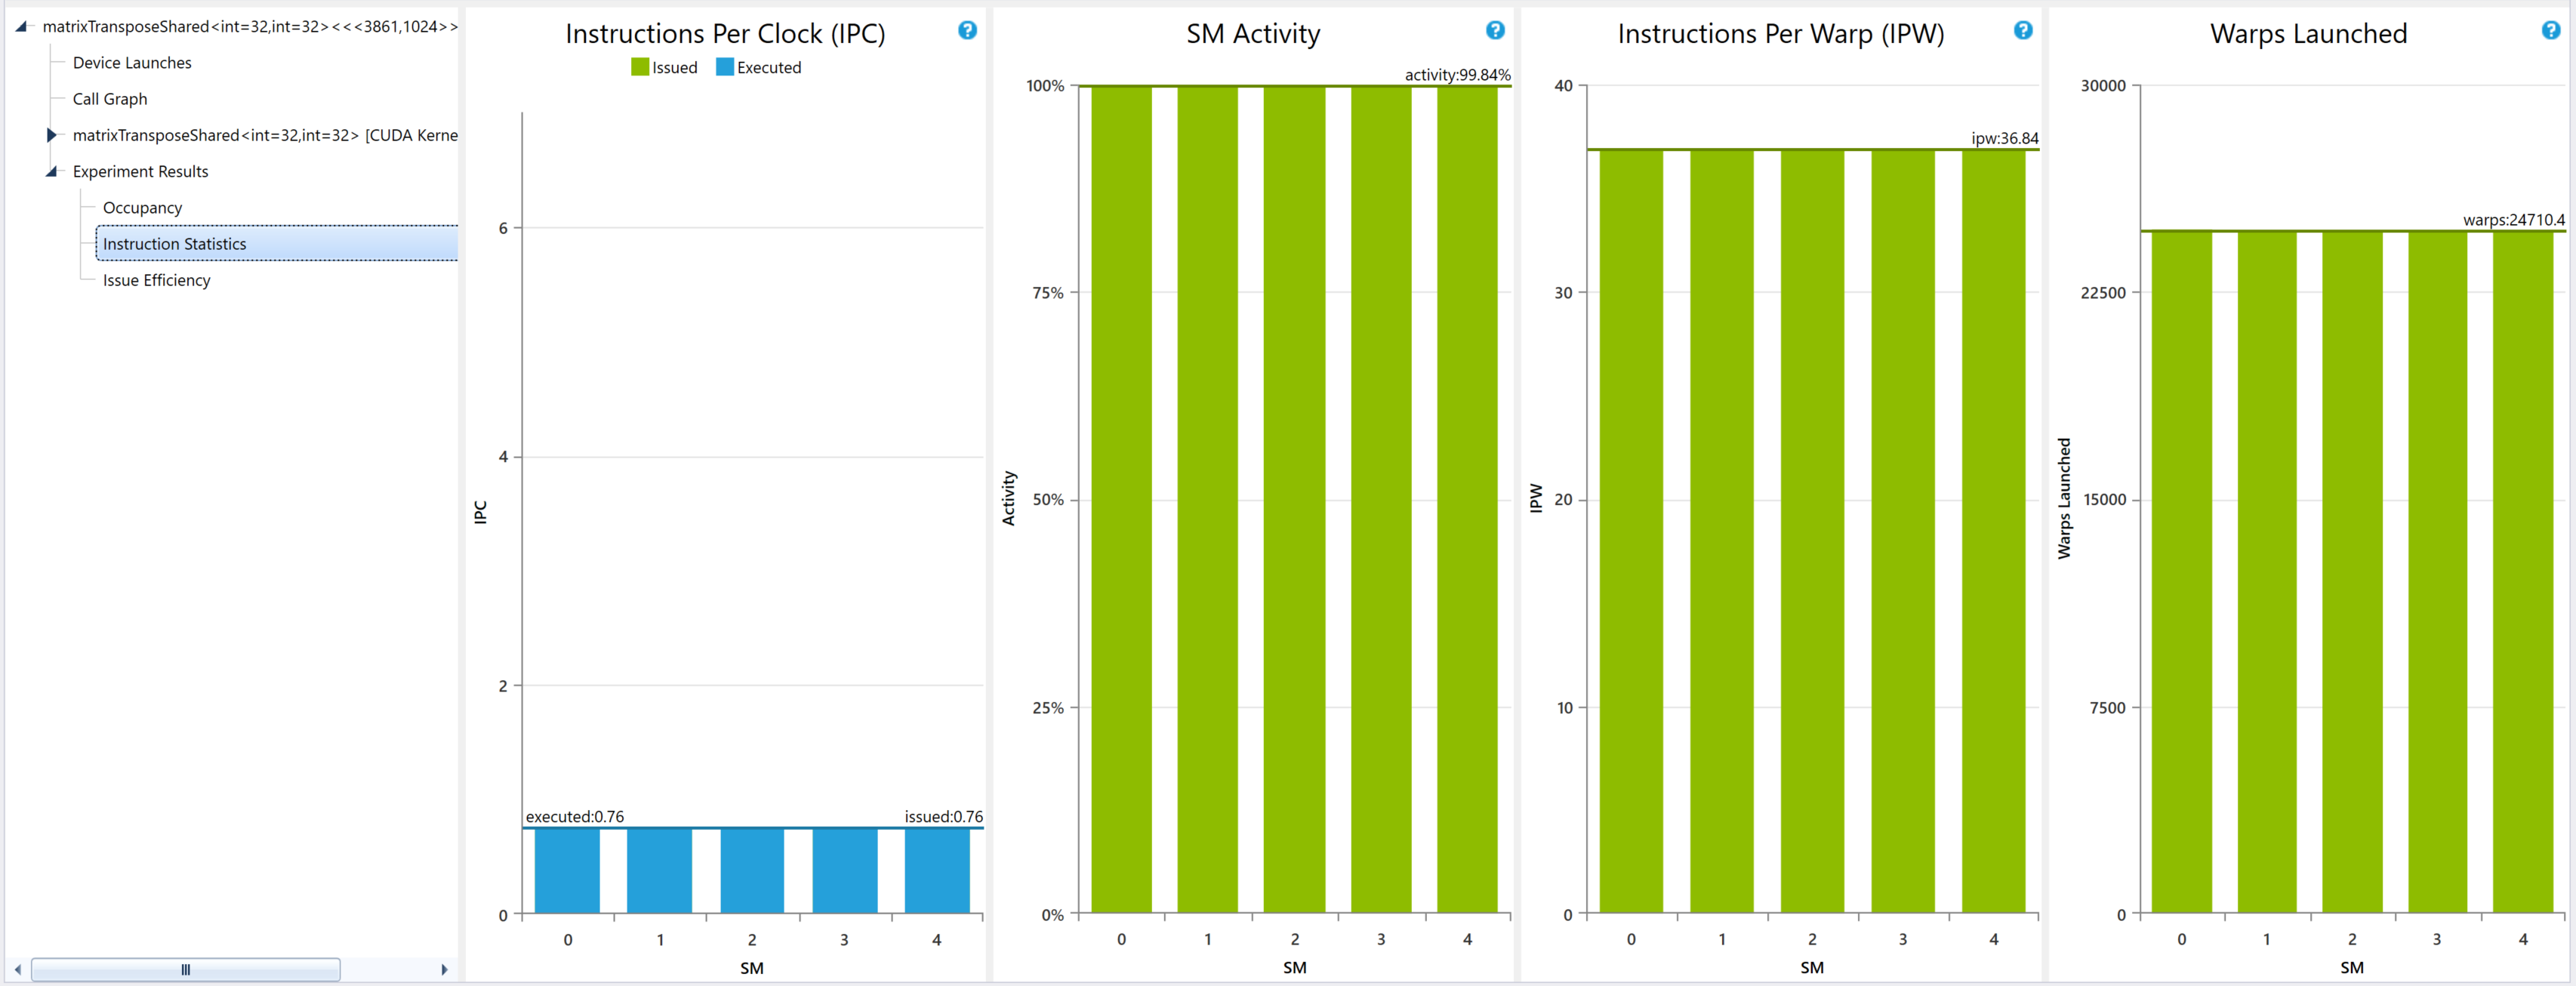 matrixTransposeShared<int=32,int=32><<<3861,1024>>
Device Launches
Call Graph
matrixTransposeShared<int=32,int=32> [CUDA Kerne
Experiment Results
Occupancy
Instruction Statistics
Issue Efficiency
Instructions Per Clock (IPC)
?
Issued
Executed
IPC
6
4
2
0
executed:0.76
issued:0.76
0
1
2
3
4
SM
SM Activity
?
activity:99.84%
Activity
100%
75%
50%
25%
0%
0
1
2
3
4
SM
Instructions Per Warp (IPW)
?
ipw:36.84
IPW
40
30
20
10
0
0
1
2
3
4
SM
Warps Launched
?
warps:24710.4
Warps Launched
30000
22500
15000
7500
0
0
1
2
3
4
SM